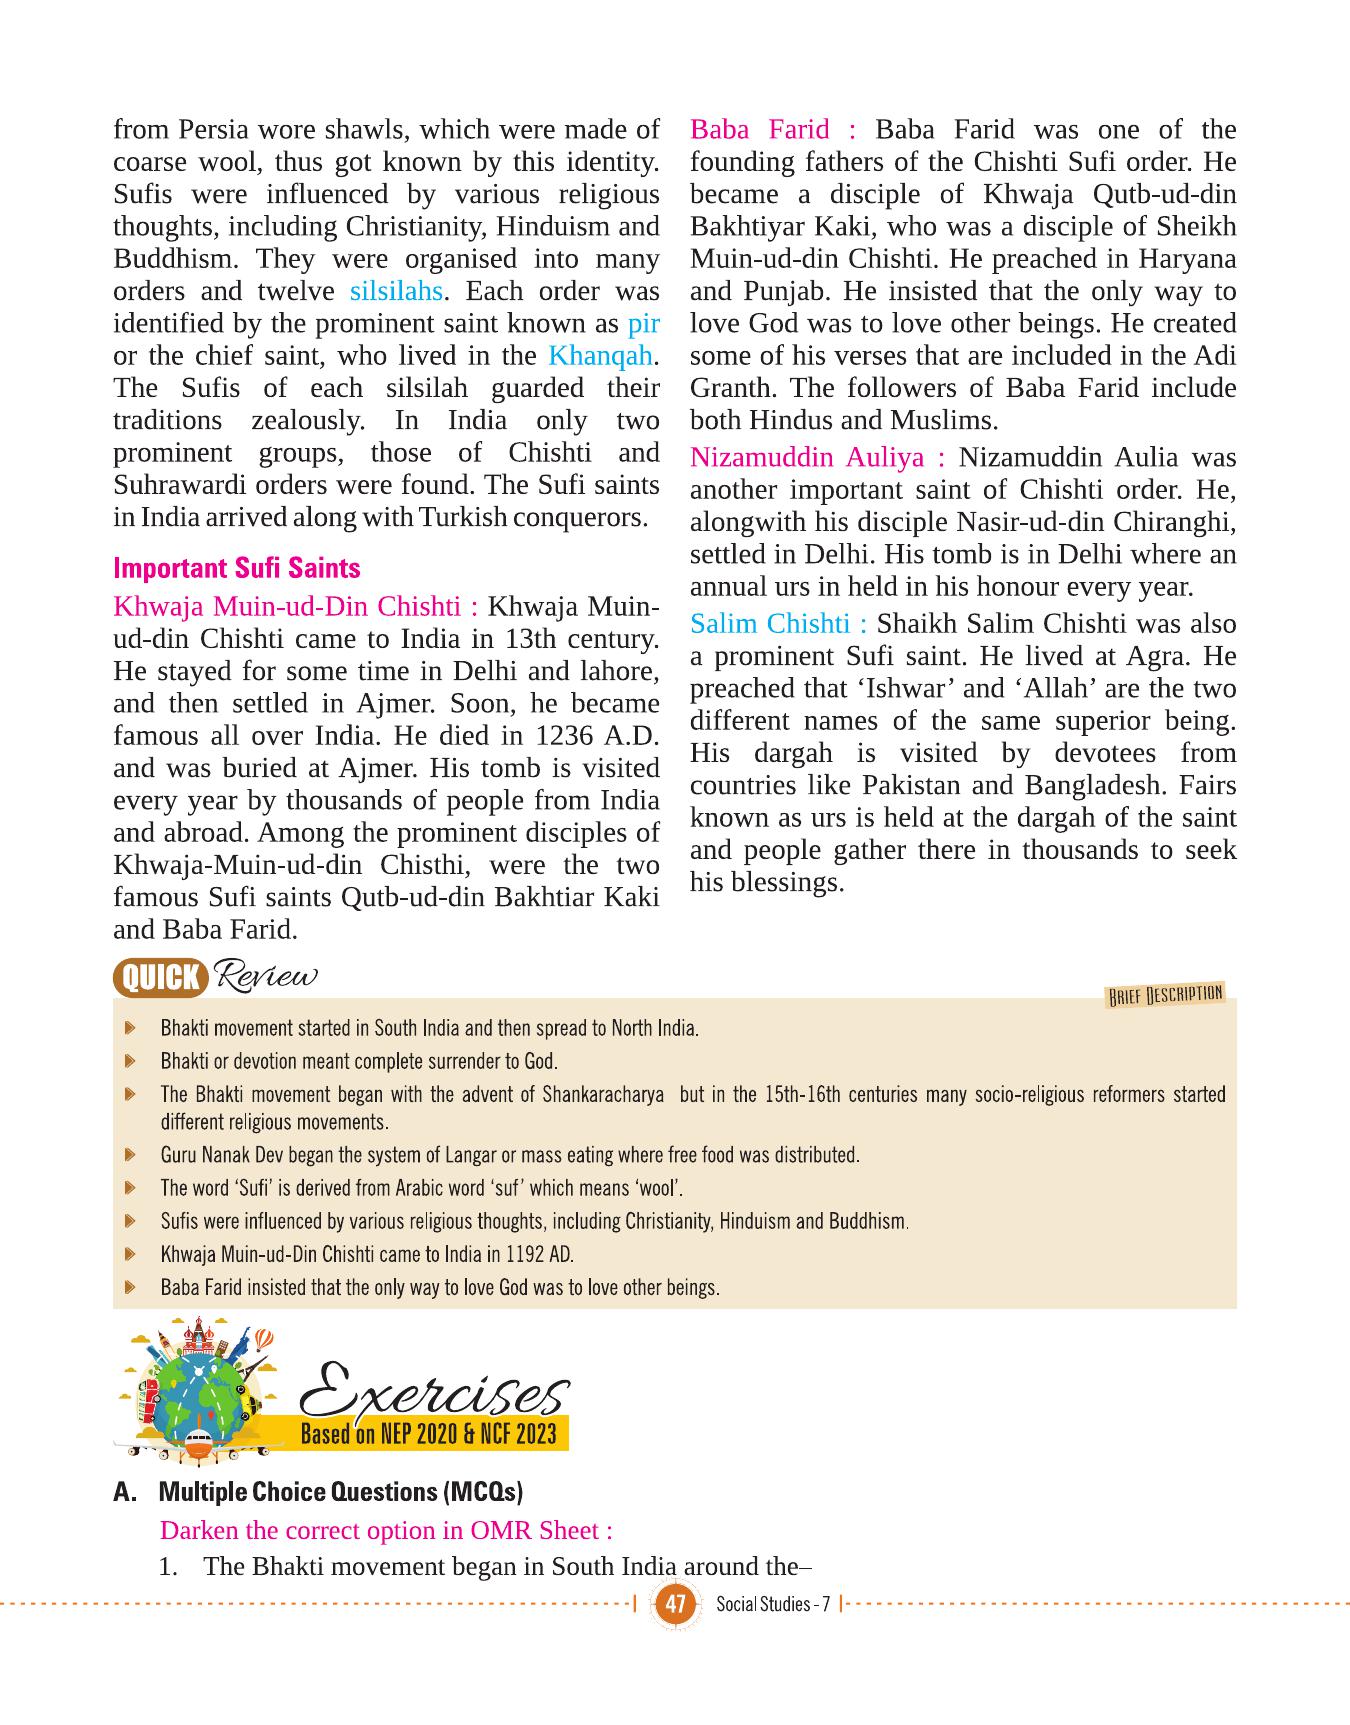 from Persia wore shawls, which were made of
coarse wool, thus got known by this identity.
Sufis were influenced by various religious
thoughts, including Christianity, Hinduism and
Buddhism. They were organised into many
orders and twelve silsilahs. Each order was
identified by the prominent saint known as pir
or the chief saint, who lived in the Khanqah.
The Sufis of each silsilah guarded their
traditions zealously. In India only two
prominent groups, those of Chishti and
Suhrawardi orders were found. The Sufi saints
in India arrived along with Turkish conquerors.
Important Sufi Saints
Khwaja Muin-ud-Din Chishti : Khwaja Muin-
ud-din Chishti came to India in 13th century.
He stayed for some time in Delhi and lahore,
and then settled in Ajmer. Soon, he became
famous all over India. He died in 1236 A.D.
and was buried at Ajmer. His tomb is visited
every year by thousands of people from India
and abroad. Among the prominent disciples of
Khwaja-Muin-ud-din Chisthi, were the two
famous Sufi saints Qutb-ud-din Bakhtiar Kaki
and Baba Farid.
Baba Farid : Baba Farid was one of the
founding fathers of the Chishti Sufi order. He
became a disciple of Khwaja Qutb-ud-din
Bakhtiyar Kaki, who was a disciple of Sheikh
Muin-ud-din Chishti. He preached in Haryana
and Punjab. He insisted that the only way to
love God was to love other beings. He created
some of his verses that are included in the Adi
Granth. The followers of Baba Farid include
both Hindus and Muslims.
Nizamuddin Auliya : Nizamuddin Aulia was
another important saint of Chishti order. He,
alongwith his disciple Nasir-ud-din Chiranghi,
settled in Delhi. His tomb is in Delhi where an
annual urs in held in his honour every year.
Salim Chishti : Shaikh Salim Chishti was also
a prominent Sufi saint. He lived at Agra. He
preached that ‘Ishwar’ and ‘Allah’ are the two
different names of the same superior being.
His dargah is visited by devotees from
countries like Pakistan and Bangladesh. Fairs
known as urs is held at the dargah of the saint
and people gather there in thousands to seek
his blessings.
QUICK Review
BRIEF DESCRIPTION
Bhakti movement started in South India and then spread to North India.
Bhakti or devotion meant complete surrender to God.
The Bhakti movement began with the advent of Shankaracharya but in the 15th-16th centuries many socio-religious reformers started
different religious movements.
Guru Nanak Dev began the system of Langar or mass eating where free food was distributed.
The word ‘Sufi’ is derived from Arabic word ‘suf’ which means ‘wool’.
Sufis were influenced by various religious thoughts, including Christianity, Hinduism and Buddhism.
Khwaja Muin-ud-Din Chishti came to India in 1192 AD.
Baba Farid insisted that the only way to love God was to love other beings.
Exercises
Based on NEP 2020 & NCF 2023
A. Multiple Choice Questions (MCQs)
Darken the correct option in OMR Sheet :
1. The Bhakti movement began in South India around the–
47 Social Studies - 7